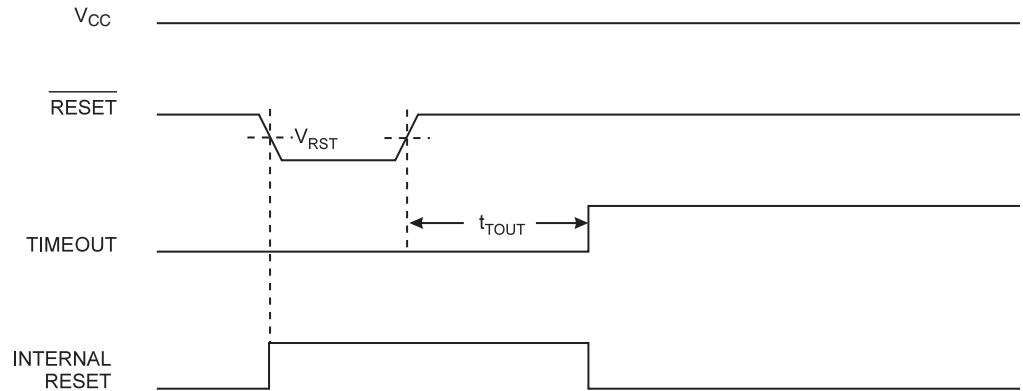 VCC
RESET
VRST
tTOUT
TIMEOUT
INTERNAL
RESET